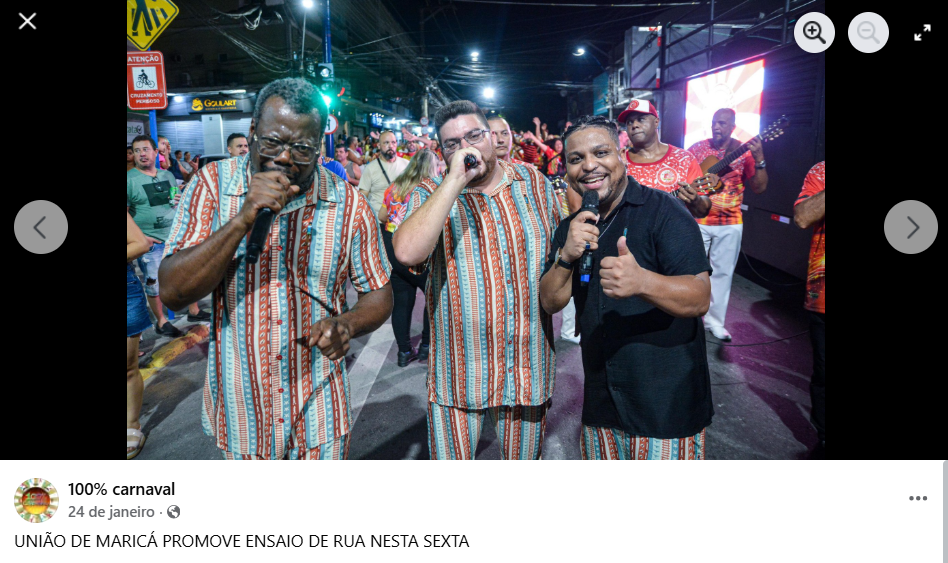 ATENÇÃO
CRUZAMENTO
PERIGOSO
GOULART
100% carnaval
24 de janeiro ·
UNIÃO DE MARICÁ PROMOVE ENSAIO DE RUA NESTA SEXTA